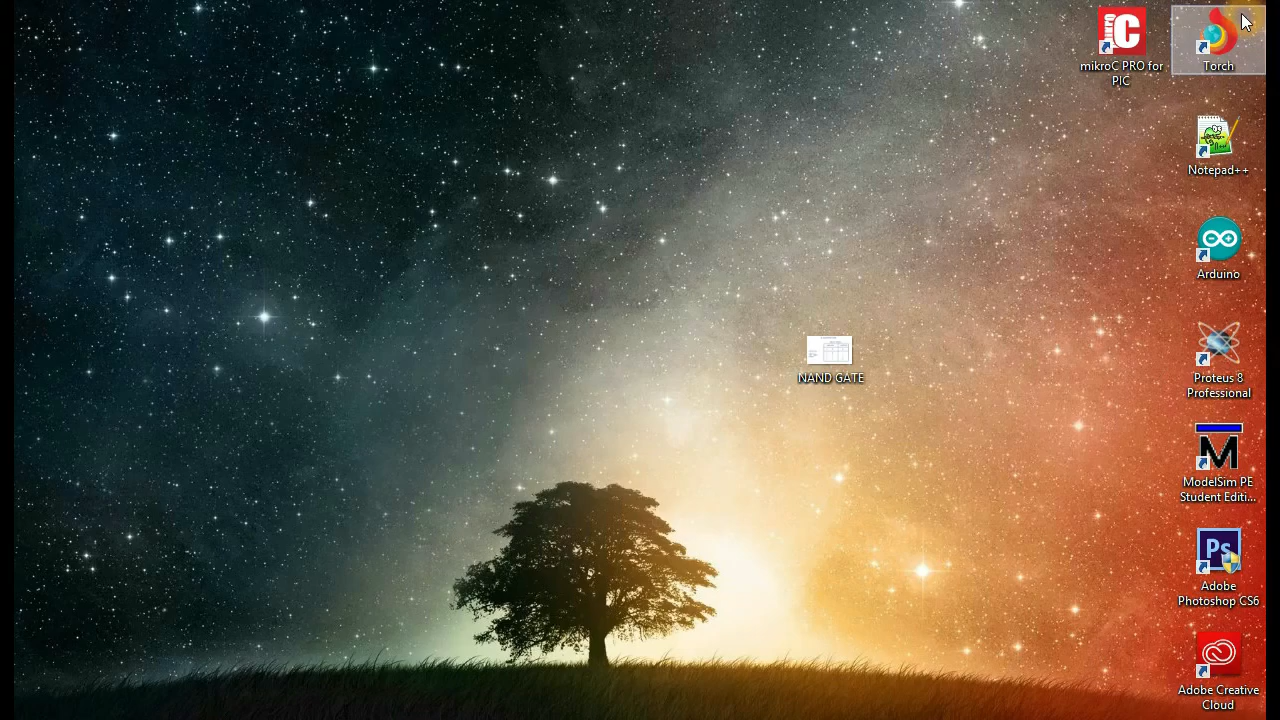 mikroC PRO for
PIC
Torch
Notepad++
Arduino
NAND GATE
Proteus 8
Professional
ModelSim PE
Student Editi...
Ps
Adobe
Photoshop CS6
Adobe Creative
Cloud